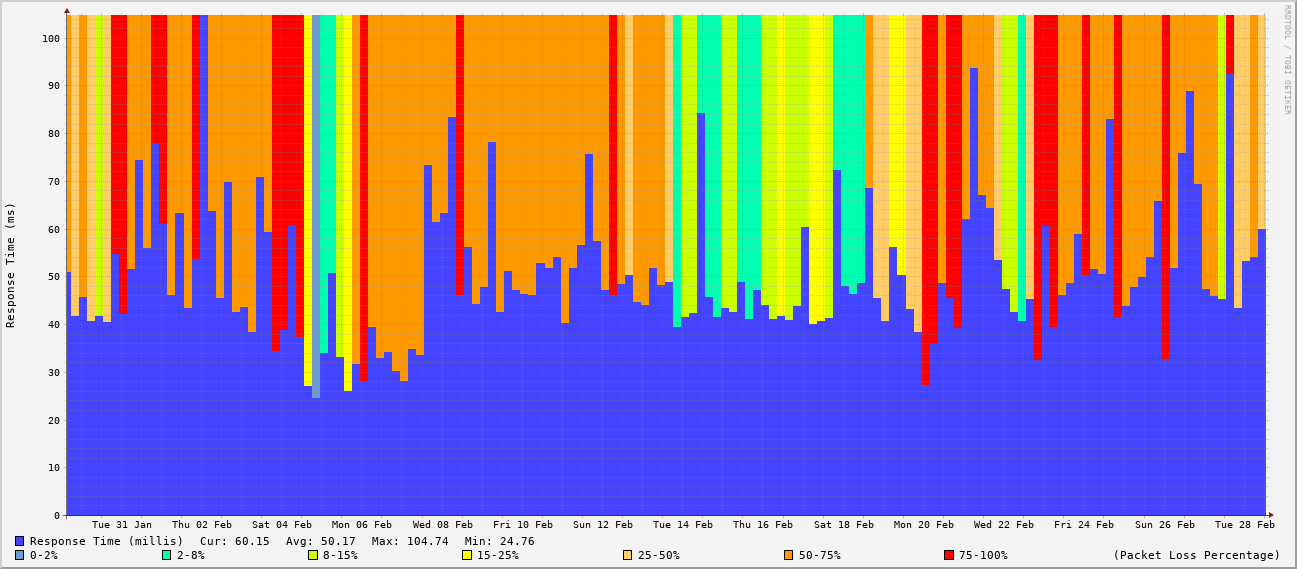 RRDTOOL / TOBI OETIKER
Response Time (ms)
100
90
80
70
60
50
40
30
20
10
0
Tue 31 Jan Thu 02 Feb Sat 04 Feb Mon 06 Feb Wed 08 Feb Fri 10 Feb Sun 12 Feb Tue 14 Feb Thu 16 Feb Sat 18 Feb Mon 20 Feb Wed 22 Feb Fri 24 Feb Sun 26 Feb Tue 28 Feb
Response Time (millis) Cur: 60.15 Avg: 50.17 Max: 104.74 Min: 24.76
0-2% 2-8% 8-15% 15-25% 25-50% 50-75% 75-100% (Packet Loss Percentage)